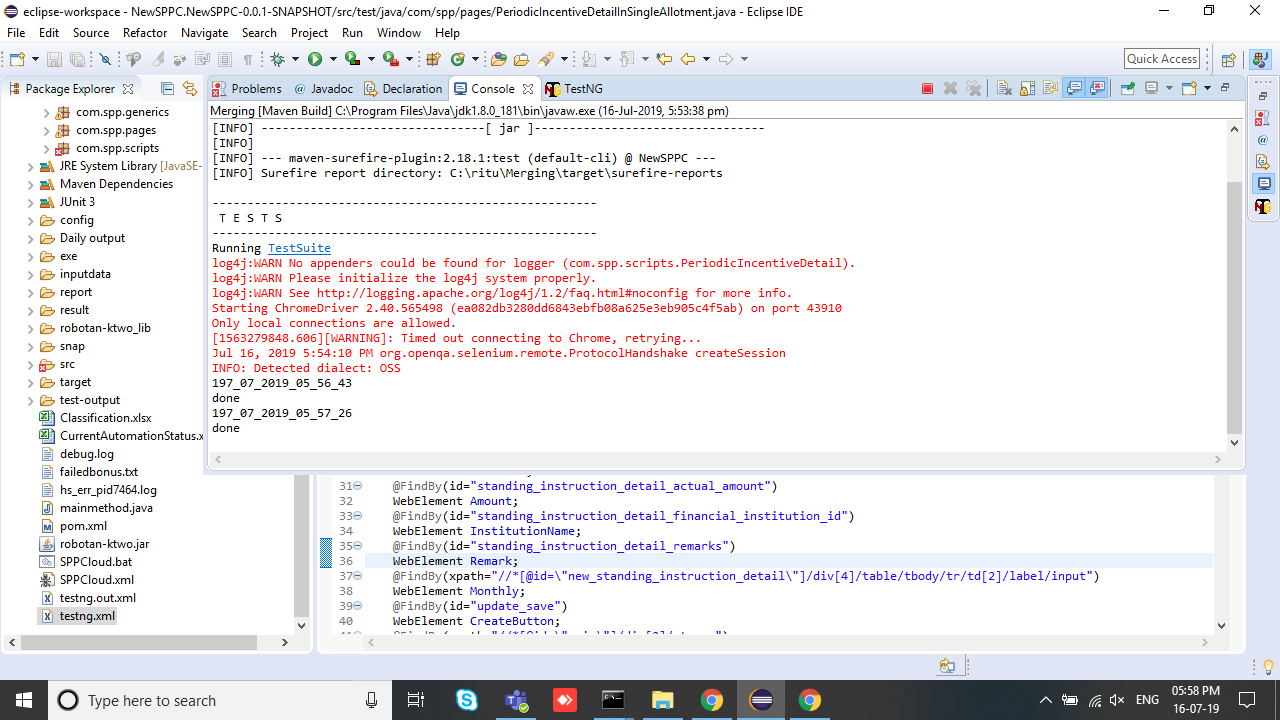 eclipse-workspace - NewSPPC.NewSPPC-0.0.1-SNAPSHOT/src/test/java/com/spp/pages/PeriodicIncentiveDetailInSingleAllotment.java - Eclipse IDE
File Edit Source Refactor Navigate Search Project Run Window Help
Quick Access
Package Explorer
com.spp.generics
com.spp.pages
com.spp.scripts
JRE System Library [JavaSE-
Maven Dependencies
JUnit 3
config
Daily output
exe
inputdata
report
result
robotan-ktwo_lib
snap
src
target
test-output
Classification.xlsx
CurrentAutomationStatus.x
debug.log
failedbonus.txt
hs_err_pid7464.log
mainmethod.java
pom.xml
robotan-ktwo.jar
SPPCloud.bat
SPPCloud.xml
testng.out.xml
testng.xml
Problems @ Javadoc Declaration Console TestNG
Merging [Maven Build] C:\Program Files\Java\jdk1.8.0_181\bin\javaw.exe (16-Jul-2019, 5:53:38 pm)
[INFO] --------------------------------[ jar ]---------------------------------
[INFO]
[INFO] --- maven-surefire-plugin:2.18.1:test (default-cli) @ NewSPPC ---
[INFO] Surefire report directory: C:\ritu\Merging\target\surefire-reports
-------------------------------------------------------
T E S T S
-------------------------------------------------------
Running TestSuite
log4j:WARN No appenders could be found for logger (com.spp.scripts.PeriodicIncentiveDetail).
log4j:WARN Please initialize the log4j system properly.
log4j:WARN See http://logging.apache.org/log4j/1.2/faq.html#noconfig for more info.
Starting ChromeDriver 2.40.565498 (ea082db3280dd6843ebfb08a625e3eb905c4f5ab) on port 43910
Only local connections are allowed.
[1563279848.606][WARNING]: Timed out connecting to Chrome, retrying...
Jul 16, 2019 5:54:10 PM org.openqa.selenium.remote.ProtocolHandshake createSession
INFO: Detected dialect: OSS
197_07_2019_05_56_43
done
197_07_2019_05_57_26
done
31 @FindBy(id="standing_instruction_detail_actual_amount")
32 WebElement Amount;
33 @FindBy(id="standing_instruction_detail_financial_institution_id")
34 WebElement InstitutionName;
35 @FindBy(id="standing_instruction_detail_remarks")
36 WebElement Remark;
37 @FindBy(xpath="//*[@id=\"new_standing_instruction_detail\"]/div[4]/table/tbody/tr/td[2]/label/input")
38 WebElement Monthly;
39 @FindBy(id="update_save")
40 WebElement CreateButton;
Type here to search
ENG
05:58 PM
16-07-19